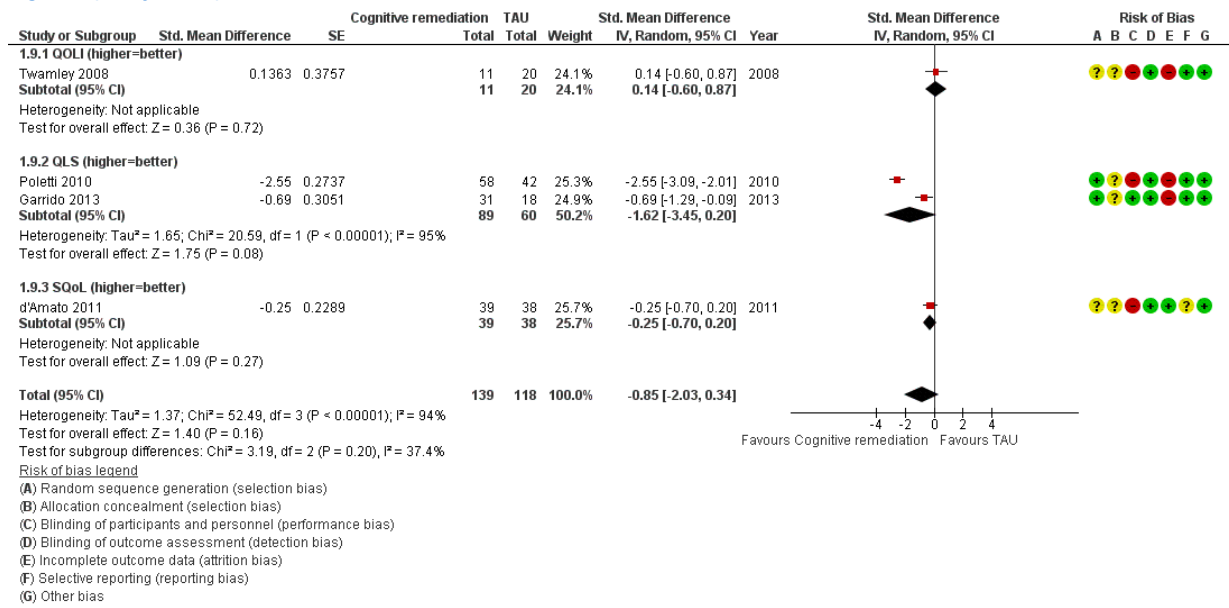 Cognitive remediation TAU Std. Mean Difference Std. Mean Difference Risk of Bias
Study or Subgroup Std. Mean Difference SE Total Total Weight IV, Random, 95% CI Year IV, Random, 95% CI A B C D E F G
1.9.1 QOLI (higher=better)
Twamley 2008 0.1363 0.3757 11 20 24.1% 0.14 [-0.60, 0.87] 2008 ? ? - + - + +
Subtotal (95% CI) 11 20 24.1% 0.14 [-0.60, 0.87]
Heterogeneity: Not applicable
Test for overall effect: Z = 0.36 (P = 0.72)
1.9.2 QLS (higher=better)
Poletti 2010 -2.55 0.2737 58 42 25.3% -2.55 [-3.09, -2.01] 2010 + ? - + - + +
Garrido 2013 -0.69 0.3051 31 18 24.9% -0.69 [-1.29, -0.09] 2013 + ? + + - + +
Subtotal (95% CI) 89 60 50.2% -1.62 [-3.45, 0.20]
Heterogeneity: Tau² = 1.65; Chi² = 20.59, df = 1 (P < 0.00001); I² = 95%
Test for overall effect: Z = 1.75 (P = 0.08)
1.9.3 SQoL (higher=better)
d'Amato 2011 -0.25 0.2289 39 38 25.7% -0.25 [-0.70, 0.20] 2011 ? ? - + + ? +
Subtotal (95% CI) 39 38 25.7% -0.25 [-0.70, 0.20]
Heterogeneity: Not applicable
Test for overall effect: Z = 1.09 (P = 0.27)
Total (95% CI) 139 118 100.0% -0.85 [-2.03, 0.34]
Heterogeneity: Tau² = 1.37; Chi² = 52.49, df = 3 (P < 0.00001); I² = 94%
Test for overall effect: Z = 1.40 (P = 0.16)
Test for subgroup differences: Chi² = 3.19, df = 2 (P = 0.20), I² = 37.4%
-4 -2 0 2 4
Favours Cognitive remediation Favours TAU
Risk of bias legend
(A) Random sequence generation (selection bias)
(B) Allocation concealment (selection bias)
(C) Blinding of participants and personnel (performance bias)
(D) Blinding of outcome assessment (detection bias)
(E) Incomplete outcome data (attrition bias)
(F) Selective reporting (reporting bias)
(G) Other bias